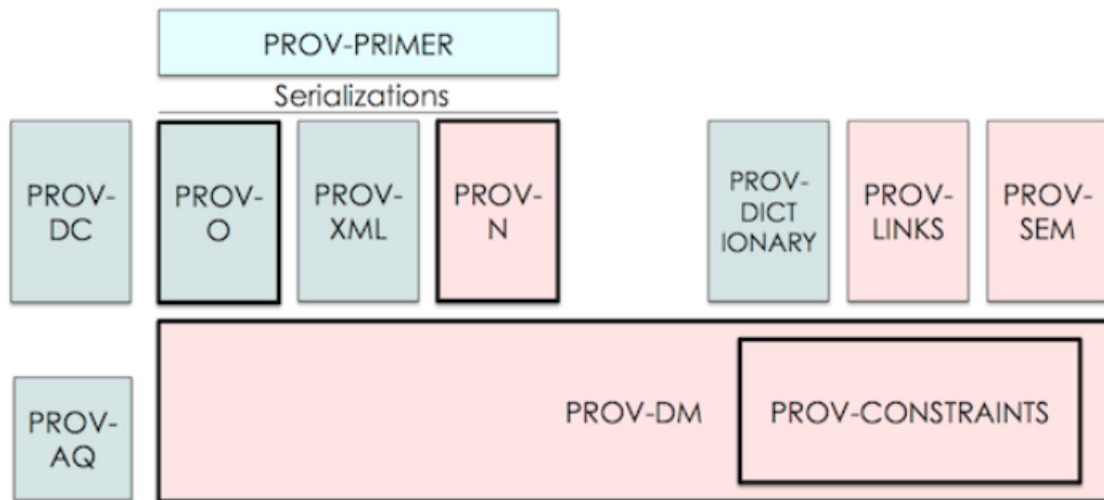 PROV-PRIMER
Serializations
PROV-
DC
PROV-
O
PROV-
XML
PROV-
N
PROV-
DICT
IONARY
PROV-
LINKS
PROV-
SEM
PROV-
AQ
PROV-DM
PROV-CONSTRAINTS